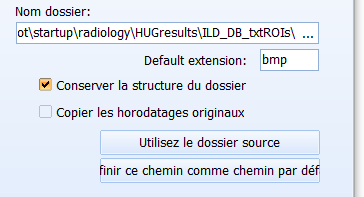 Nom dossier:
ot\startup\radiology\HUGresults\ILD_DB_txtROIs\ ...
Default extension: bmp
Conserver la structure du dossier
Copier les horodatages originaux
Utilisez le dossier source
finir ce chemin comme chemin par déf